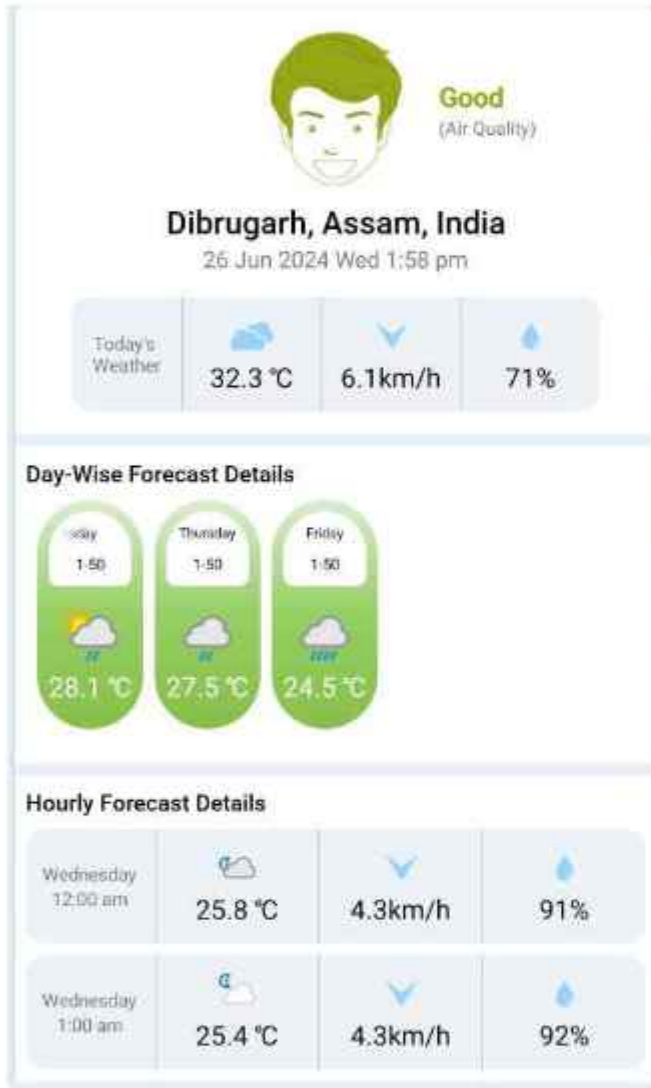 Good
(Air Quality)
Dibrugarh, Assam, India
26 Jun 2024 Wed 1:58 pm
Today's
Weather
32.3 °C 6.1km/h 71%
Day-Wise Forecast Details
Thursday Friday
1-50 1-50 1-50
28.1 °C 27.5 °C 24.5 °C
Hourly Forecast Details
Wednesday
12:00 am
25.8 °C 4.3km/h 91%
Wednesday
1:00 am
25.4 °C 4.3km/h 92%